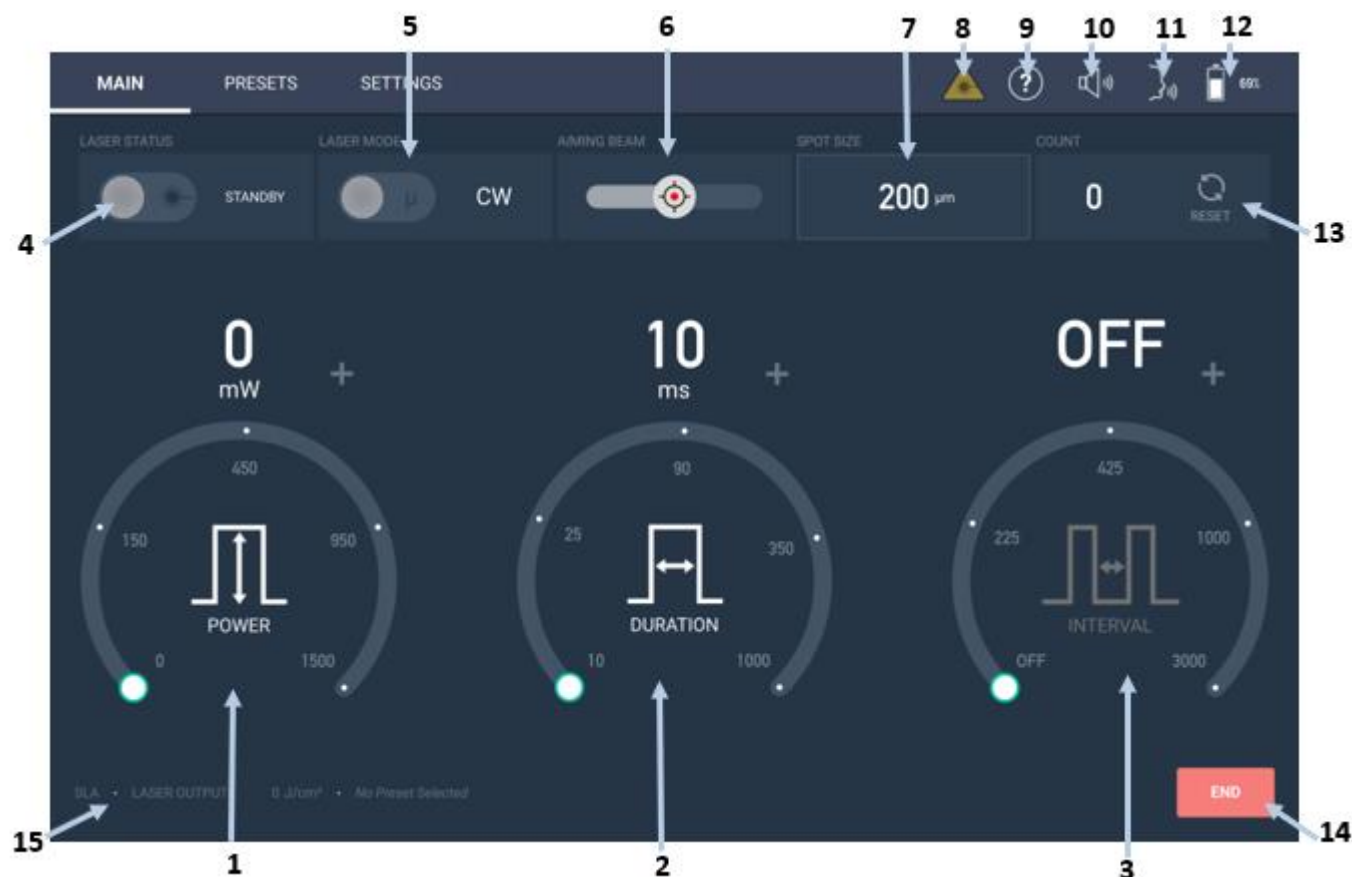 5 6 7 8 9 10 11 12
MAIN PRESETS SETTINGS ? 69%
LASER STATUS LASER MODE AIMING BEAM SPOT SIZE COUNT
STANDBY μ CW 200 μm 0 RESET
4 13
0 10 OFF
mW + ms + +
450 90 425
150 950 25 350 225 1000
POWER DURATION INTERVAL
0 1500 10 1000 OFF 3000
SLA • LASER OUTPUT 0 J/cm² • No Preset Selected END
15 14
1 2 3